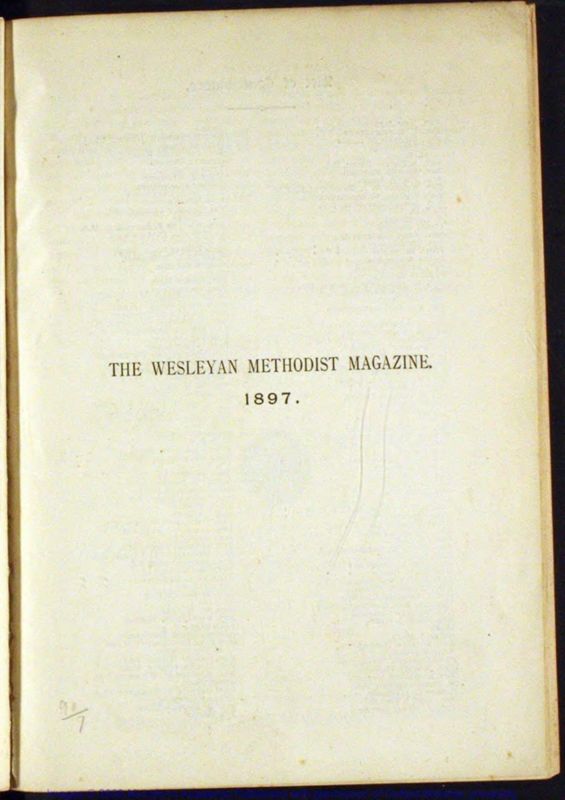 THE WESLEYAN METHODIST MAGAZINE.
1897.